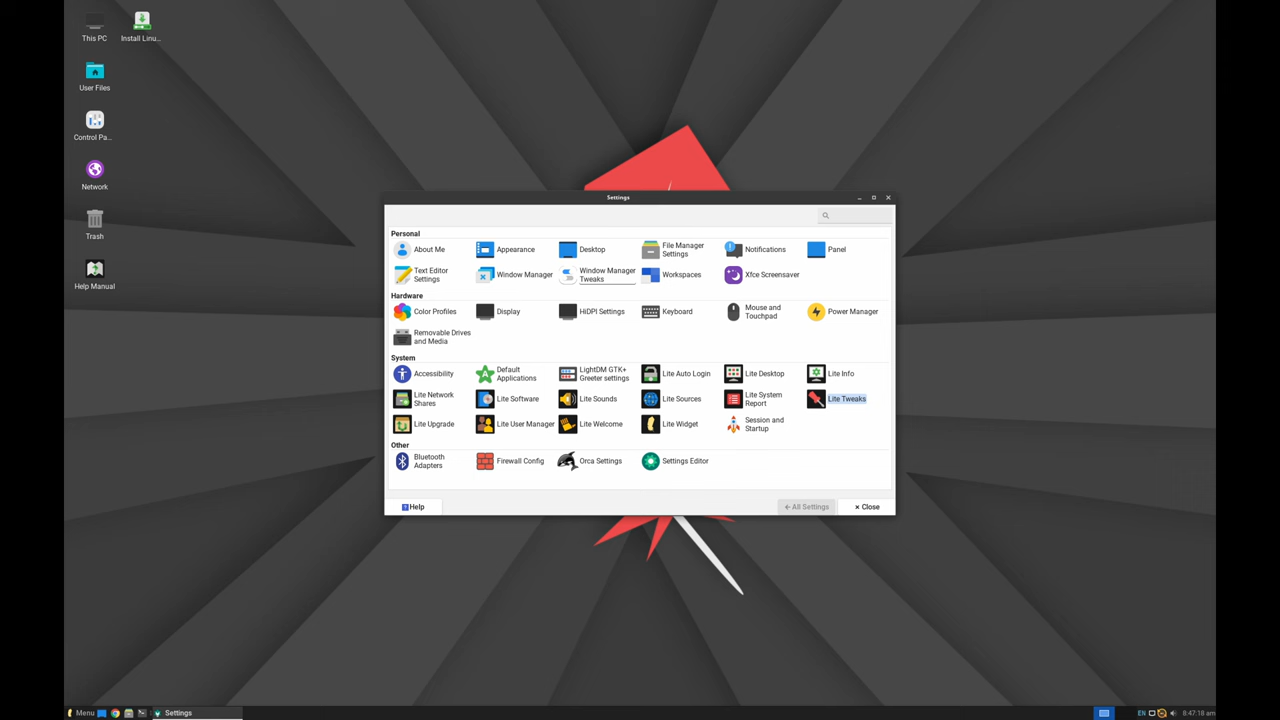 This PC
Install Linu...
User Files
Control Pa...
Network
Trash
Help Manual
Settings
Personal
About Me
Appearance
Desktop
File Manager
Settings
Notifications
Panel
Text Editor
Settings
Window Manager
Window Manager
Tweaks
Workspaces
Xfce Screensaver
Hardware
Color Profiles
Display
HiDPI Settings
Keyboard
Mouse and
Touchpad
Power Manager
Removable Drives
and Media
System
Accessibility
Default
Applications
LightDM GTK+
Greeter settings
Lite Auto Login
Lite Desktop
Lite Info
Lite Network
Shares
Lite Software
Lite Sounds
Lite Sources
Lite System
Report
Lite Tweaks
Lite Upgrade
Lite User Manager
Lite Welcome
Lite Widget
Session and
Startup
Other
Bluetooth
Adapters
Firewall Config
Orca Settings
Settings Editor
Help
All Settings
Close
Menu
Settings
EN
8:47:18 am